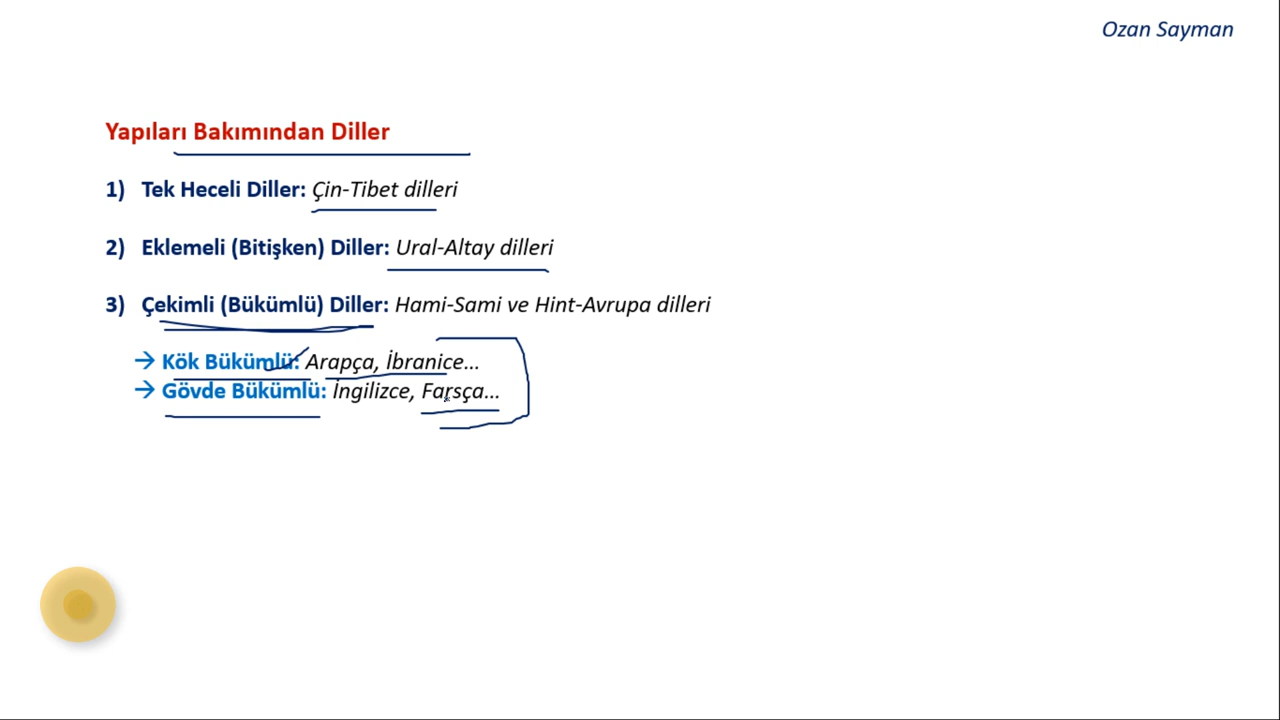 Ozan Sayman
Yapıları Bakımından Diller
1) Tek Heceli Diller: Çin-Tibet dilleri
2) Eklemeli (Bitişken) Diller: Ural-Altay dilleri
3) Çekimli (Bükümlü) Diller: Hami-Sami ve Hint-Avrupa dilleri
→ Kök Bükümlü: Arapça, İbranice...
→ Gövde Bükümlü: İngilizce, Farsça...